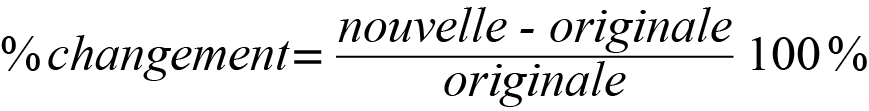 % changement= nouvelle - originale / originale 100 %